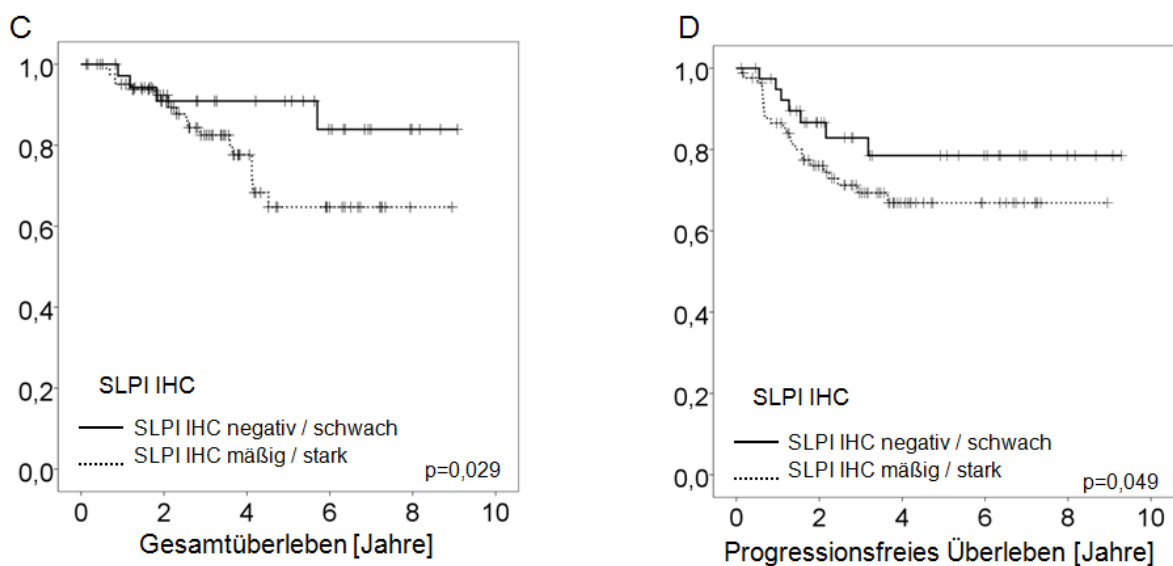 C
1,0
0,8
0,6
0,4
0,2
0,0
SLPI IHC
SLPI IHC negativ / schwach
SLPI IHC mäßig / stark
p=0,029
0 2 4 6 8 10
Gesamtüberleben [Jahre]
D
1,0
0,8
0,6
0,4
0,2
0,0
SLPI IHC
SLPI IHC negativ / schwach
SLPI IHC mäßig / stark
p=0,049
0 2 4 6 8 10
Progressionsfreies Überleben [Jahre]